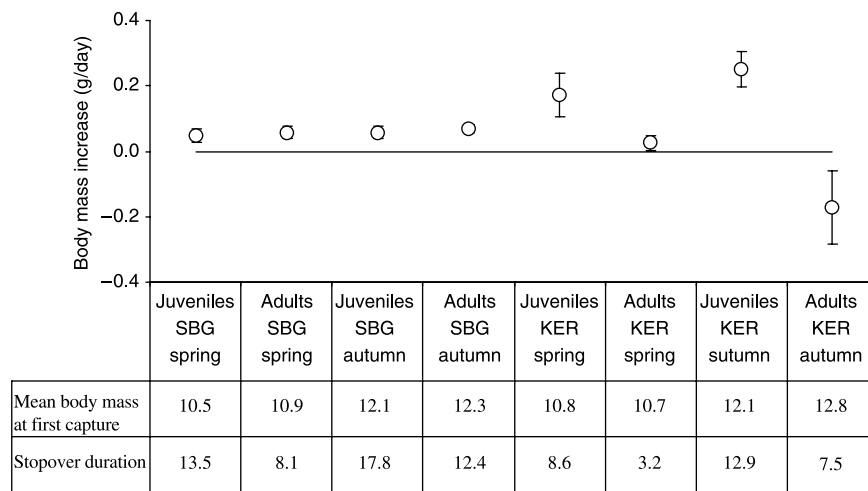 0.4
0.2
0.0
−0.2
−0.4
Body mass increase (g/day)
Juveniles SBG spring
Adults SBG spring
Juveniles SBG autumn
Adults SBG autumn
Juveniles KER spring
Adults KER spring
Juveniles KER sutumn
Adults KER autumn
Mean body mass at first capture
10.5 10.9 12.1 12.3 10.8 10.7 12.1 12.8
Stopover duration 13.5 8.1 17.8 12.4 8.6 3.2 12.9 7.5